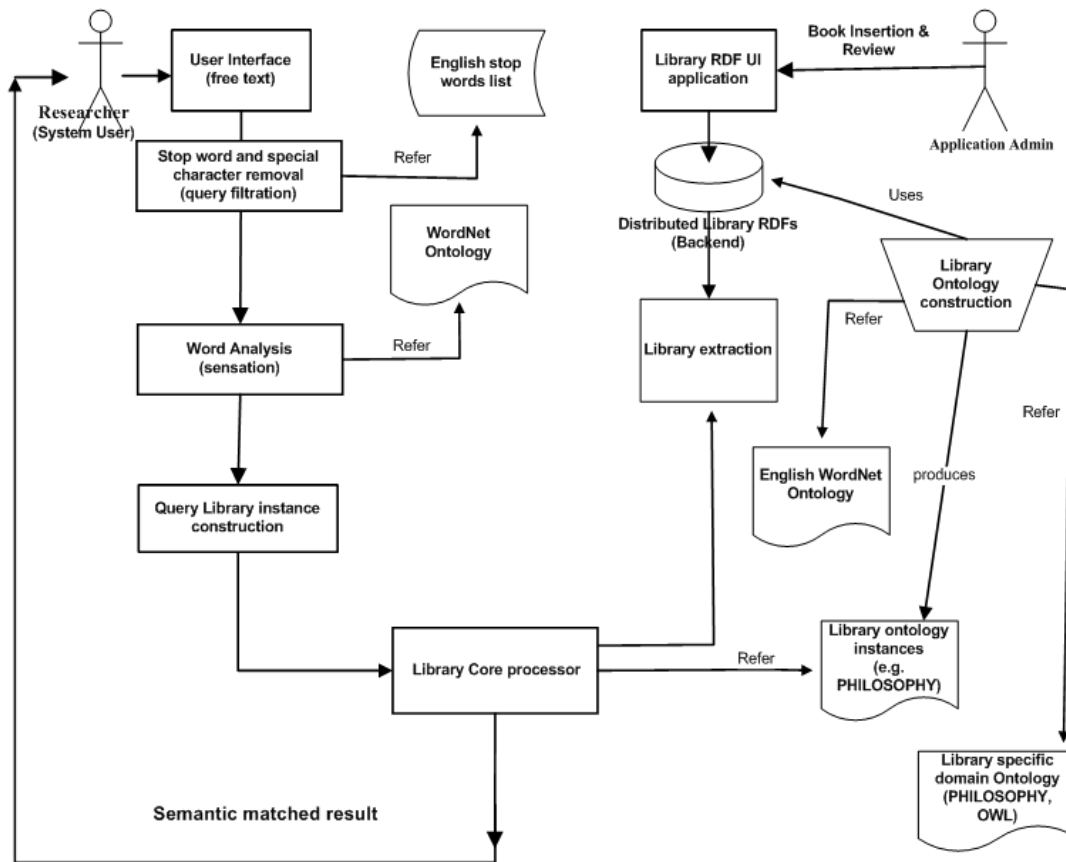 User Interface
(free text)
English stop
words list
Library RDF UI
application
Book Insertion &
Review
Researcher
(System User)
Application Admin
Stop word and special
character removal
(query filtration)
Refer
Uses
Distributed Library RDFs
(Backend)
WordNet
Ontology
Library
Ontology
construction
Word Analysis
(sensation)
Refer
Library extraction
Refer
Refer
English WordNet
Ontology
produces
Query Library instance
construction
Library Core processor
Refer
Library ontology
instances
(e.g.
PHILOSOPHY)
Library specific
domain Ontology
(PHILOSOPHY,
OWL)
Semantic matched result